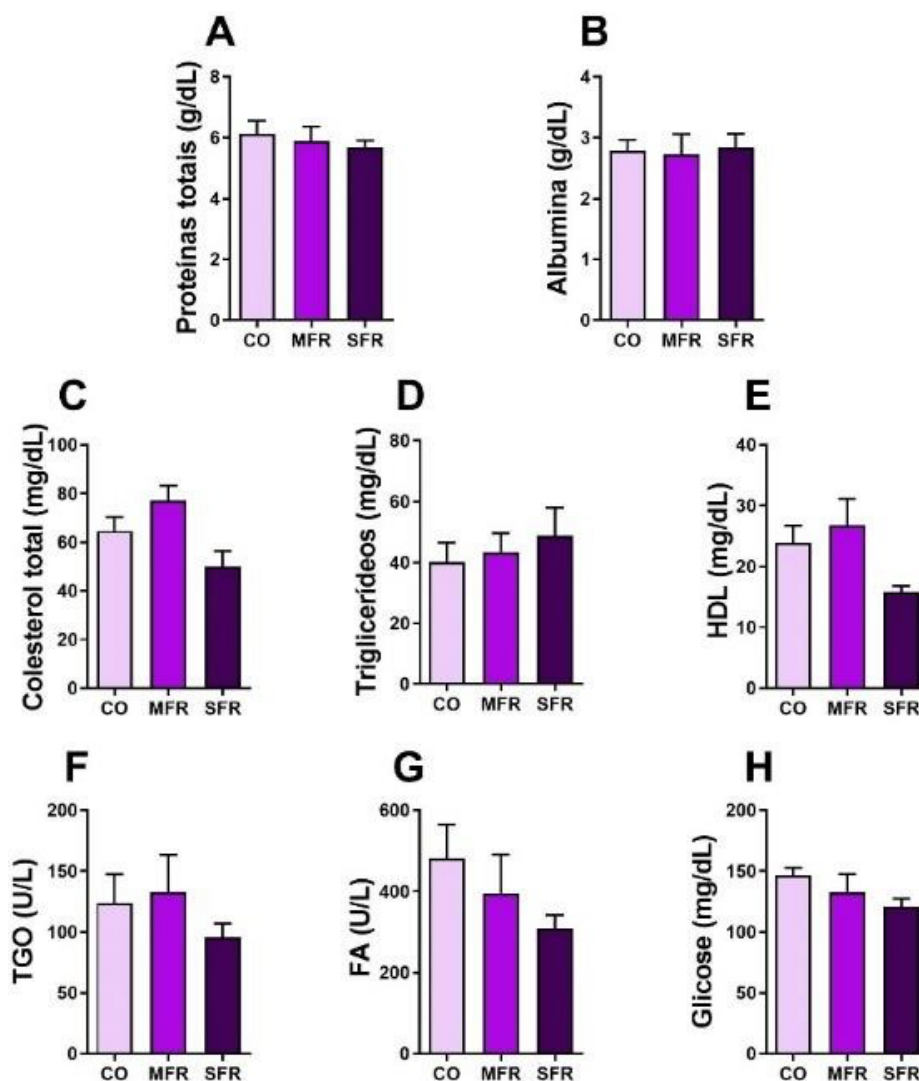 A
Proteínas totais (g/dL)
8
6
4
2
0
CO MFR SFR
B
Albumina (g/dL)
4
3
2
1
0
CO MFR SFR
C
Colesterol total (mg/dL)
100
80
60
40
20
0
CO MFR SFR
D
Triglicerídeos (mg/dL)
80
60
40
20
0
CO MFR SFR
E
HDL (mg/dL)
40
30
20
10
0
CO MFR SFR
F
TGO (U/L)
200
150
100
50
0
CO MFR SFR
G
FA (U/L)
600
400
200
0
CO MFR SFR
H
Glicose (mg/dL)
200
150
100
50
0
CO MFR SFR